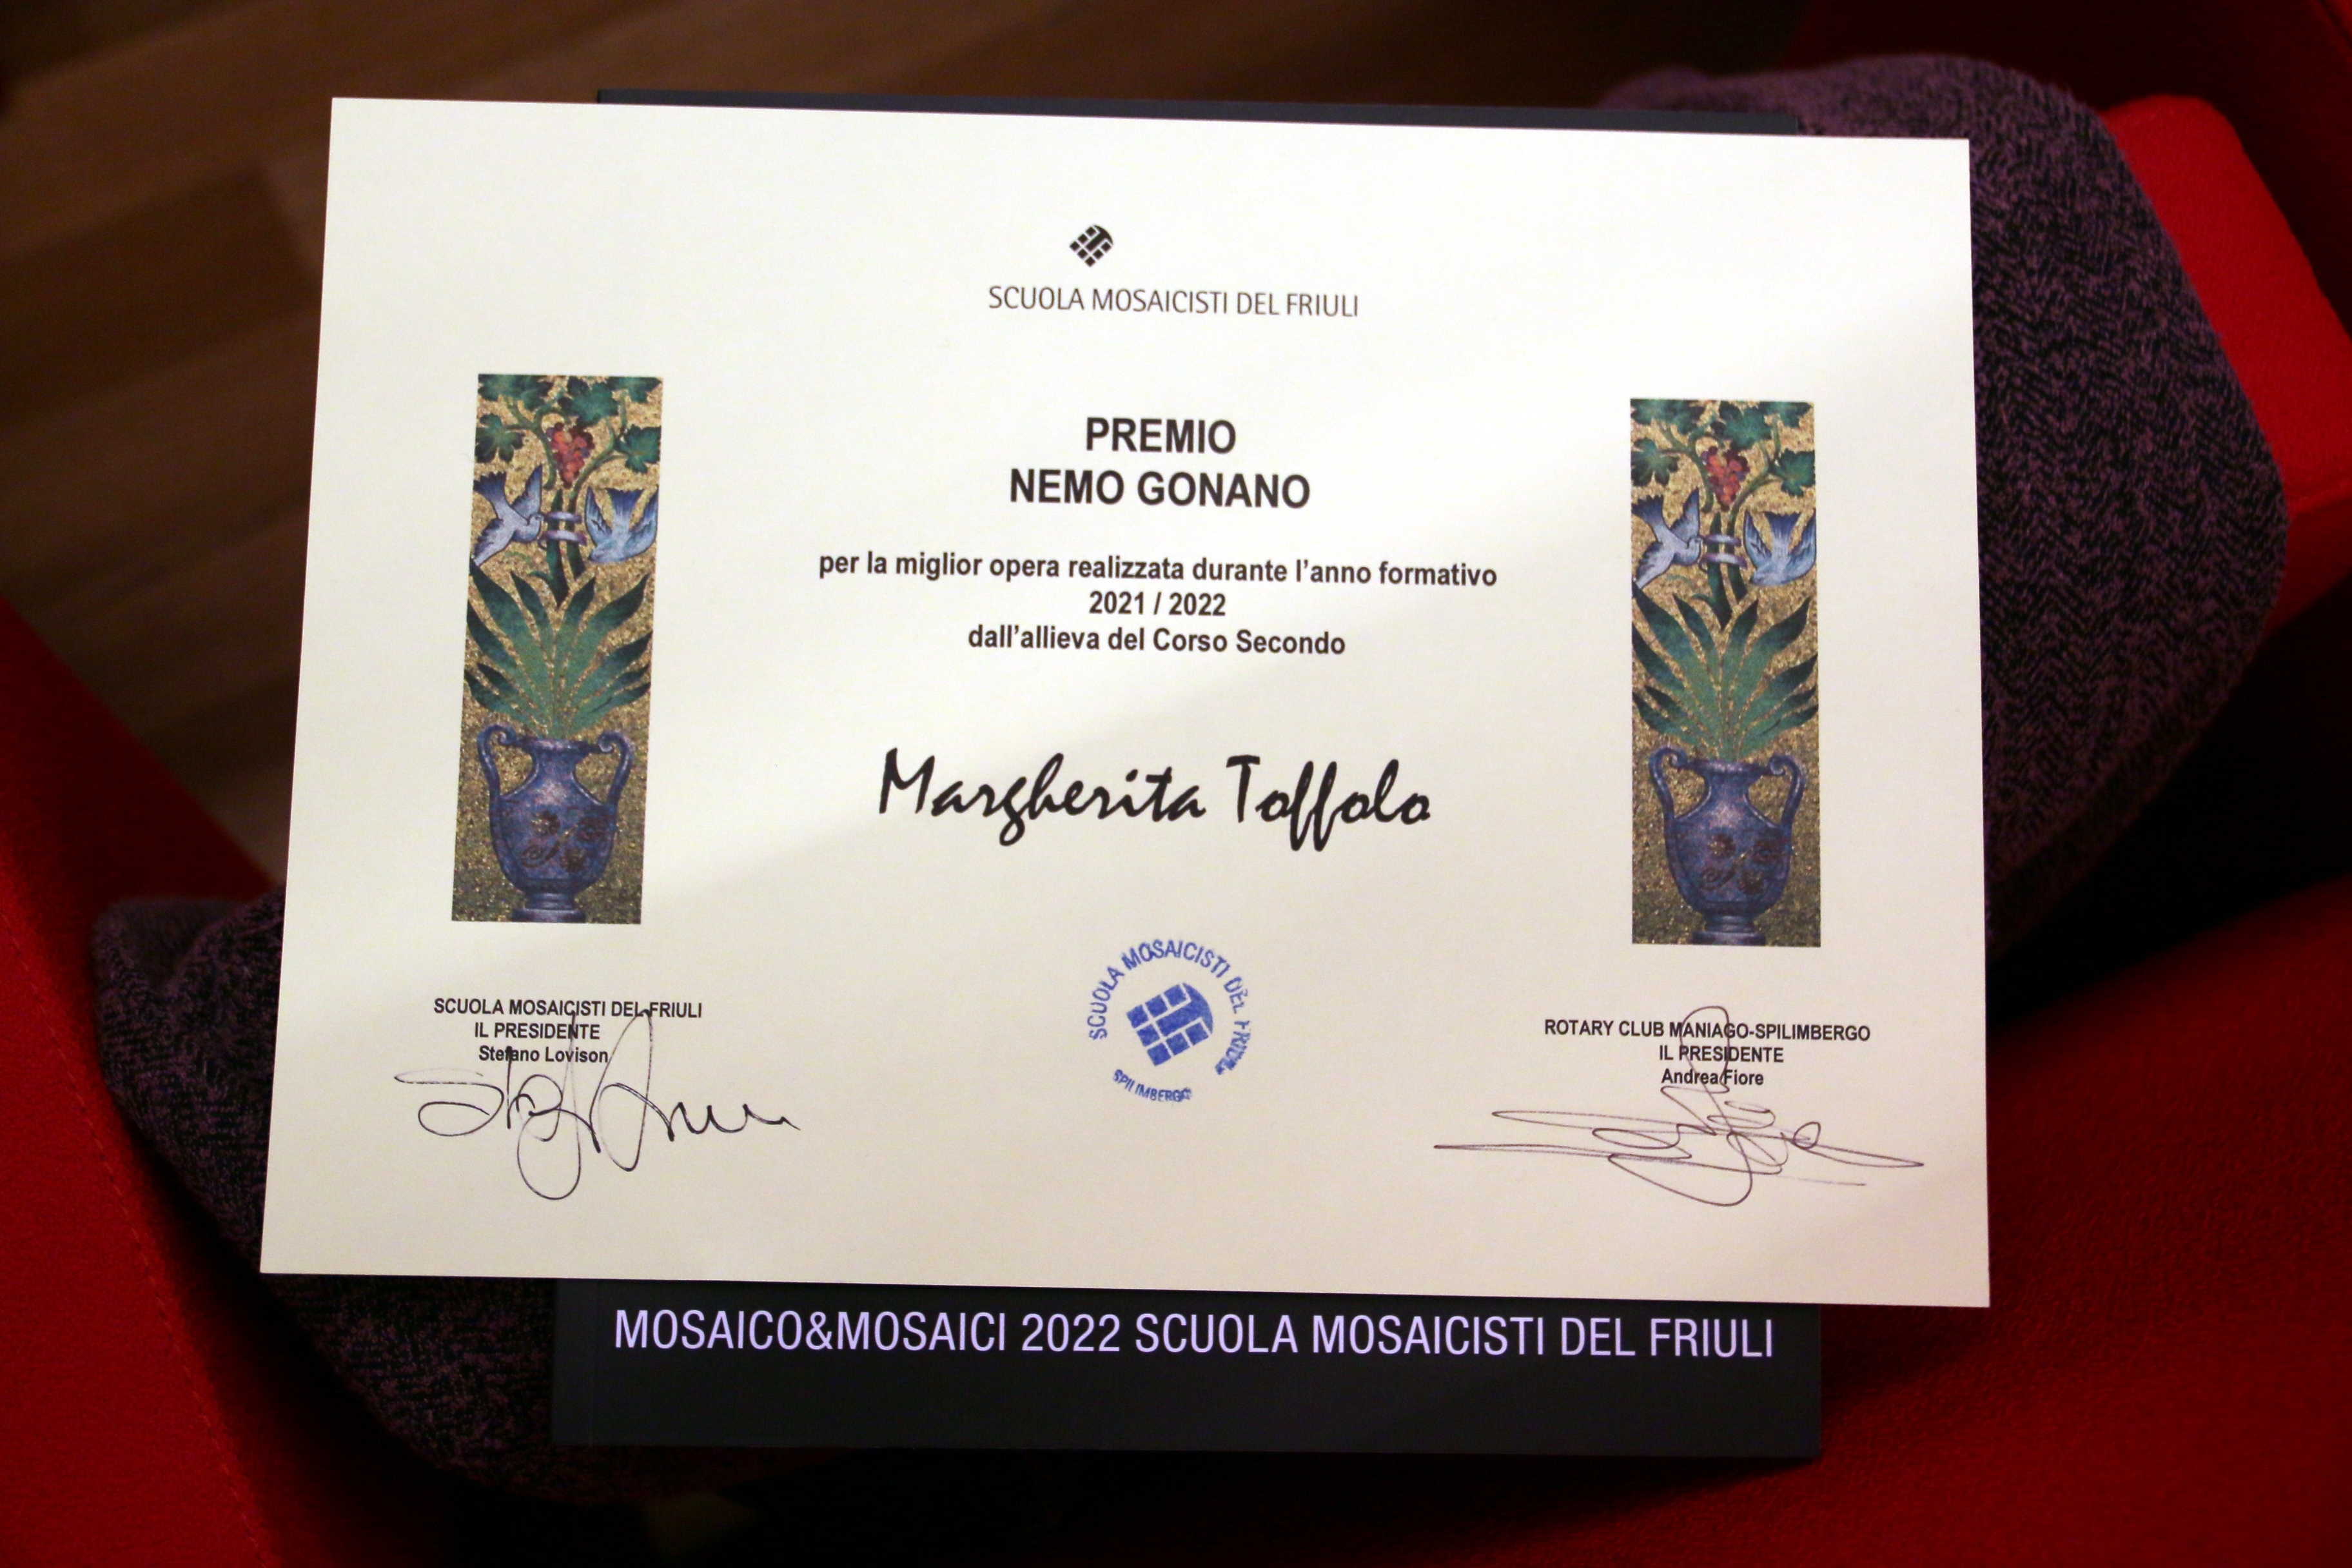 SCUOLA MOSAICISTI DEL FRIULI
PREMIO
NEMO GONANO
per la miglior opera realizzata durante l'anno formativo
2021 / 2022
dall'allieva del Corso Secondo
Margherita Toffolo
SCUOLA MOSAICISTI DEL FRIULI
IL PRESIDENTE
Stefano Lovison
SCUOLA MOSAICISTI DEL FRIULI
SPILIMBERGO
ROTARY CLUB MANIAGO-SPILIMBERGO
IL PRESIDENTE
Andrea Fiore
MOSAICO&MOSAICI 2022 SCUOLA MOSAICISTI DEL FRIULI